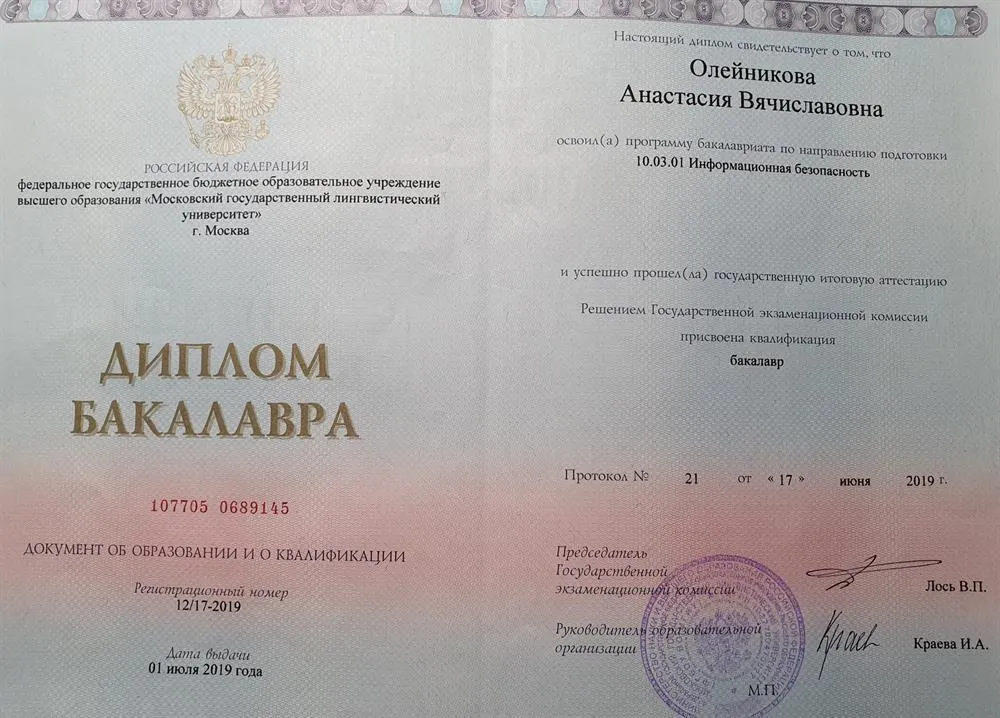 РОССИЙСКАЯ ФЕДЕРАЦИЯ
федеральное государственное бюджетное образовательное учреждение
высшего образования «Московский государственный лингвистический
университет»
г. Москва
ДИПЛОМ
БАКАЛАВРА
107705 0689145
ДОКУМЕНТ ОБ ОБРАЗОВАНИИ И О КВАЛИФИКАЦИИ
Регистрационный номер
12/17-2019
Дата выдачи
01 июля 2019 года
Настоящий диплом свидетельствует о том, что
Олейникова
Анастасия Вячиславовна
освоил(а) программу бакалавриата по направлению подготовки
10.03.01 Информационная безопасность
и успешно прошел(ла) государственную итоговую аттестацию
Решением Государственной экзаменационной комиссии
присвоена квалификация
бакалавр
Протокол № 21 от « 17 » июня 2019 г.
Председатель
Государственной
экзаменационной комиссии
Лось В.П.
Руководитель образовательной
организации
Краева И.А.
М.П.